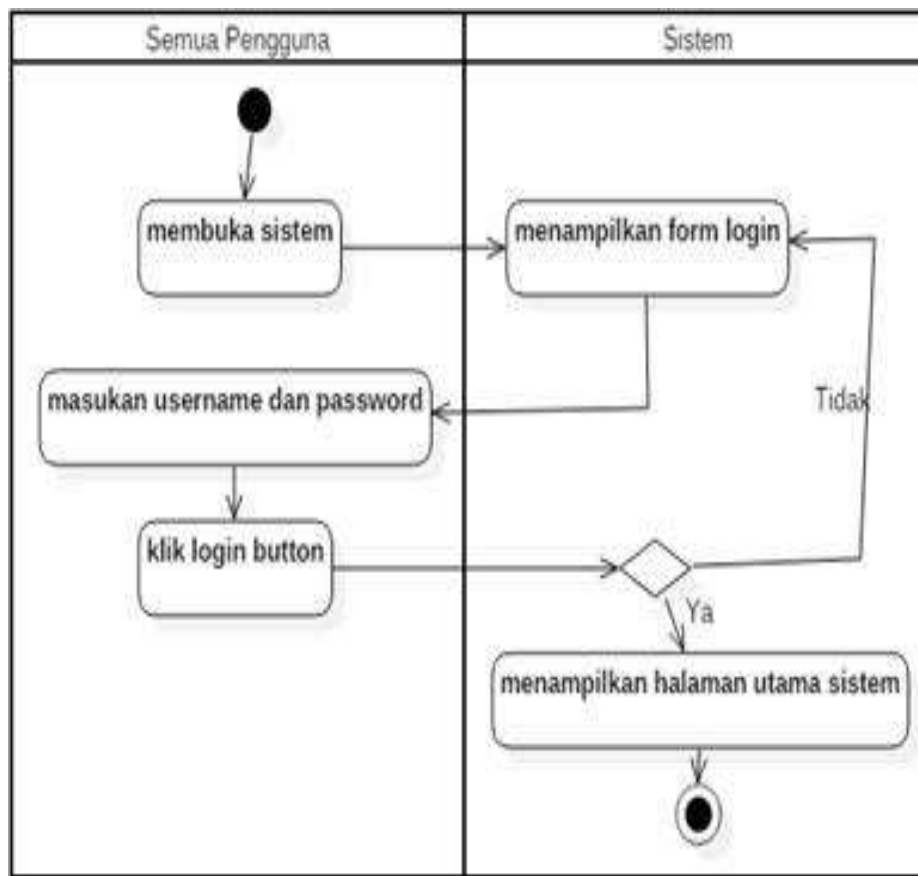 Semua Pengguna
Sistem
membuka sistem
menampilkan form login
masukan username dan password
Tidak
klik login button
Ya
menampilkan halaman utama sistem